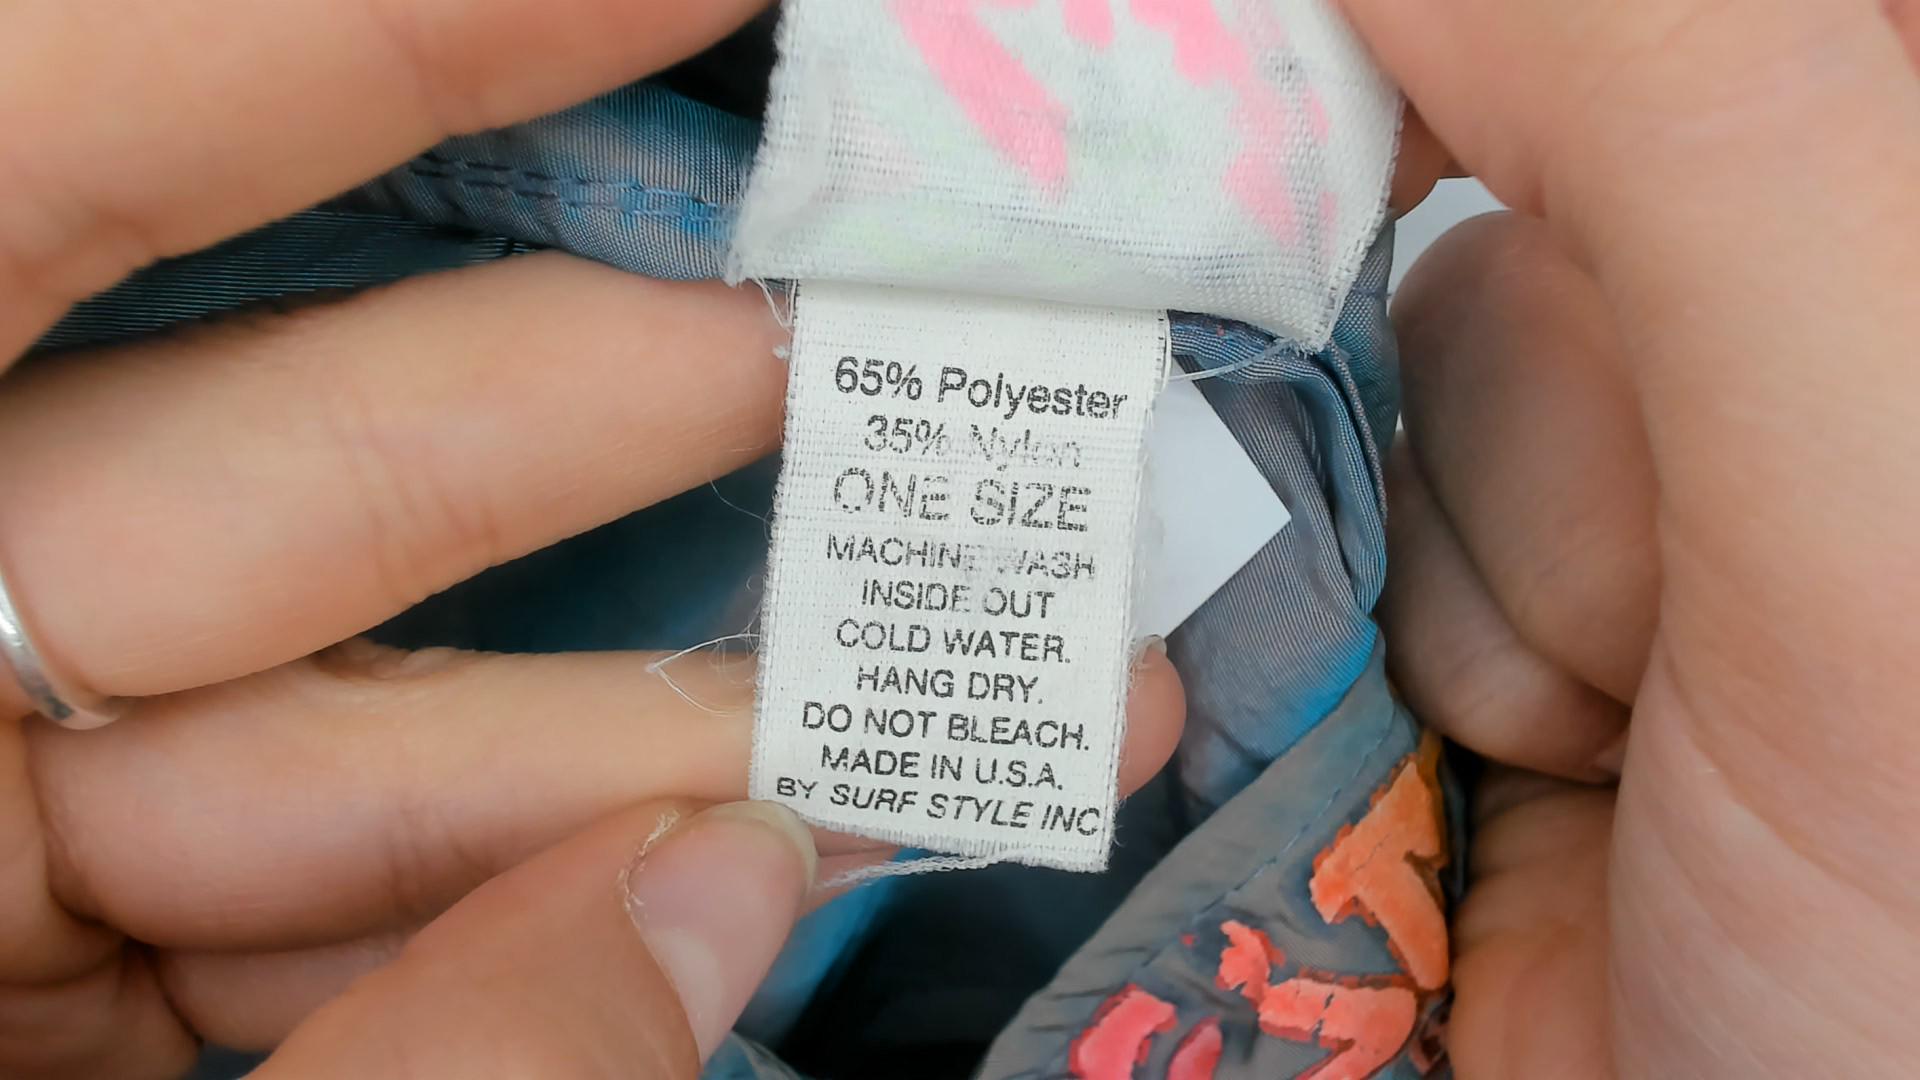 65% Polyester
35% Nylon
ONE SIZE
MACHINE WASH
INSIDE OUT
COLD WATER.
HANG DRY.
DO NOT BLEACH.
MADE IN U.S.A.
BY SURF STYLE INC